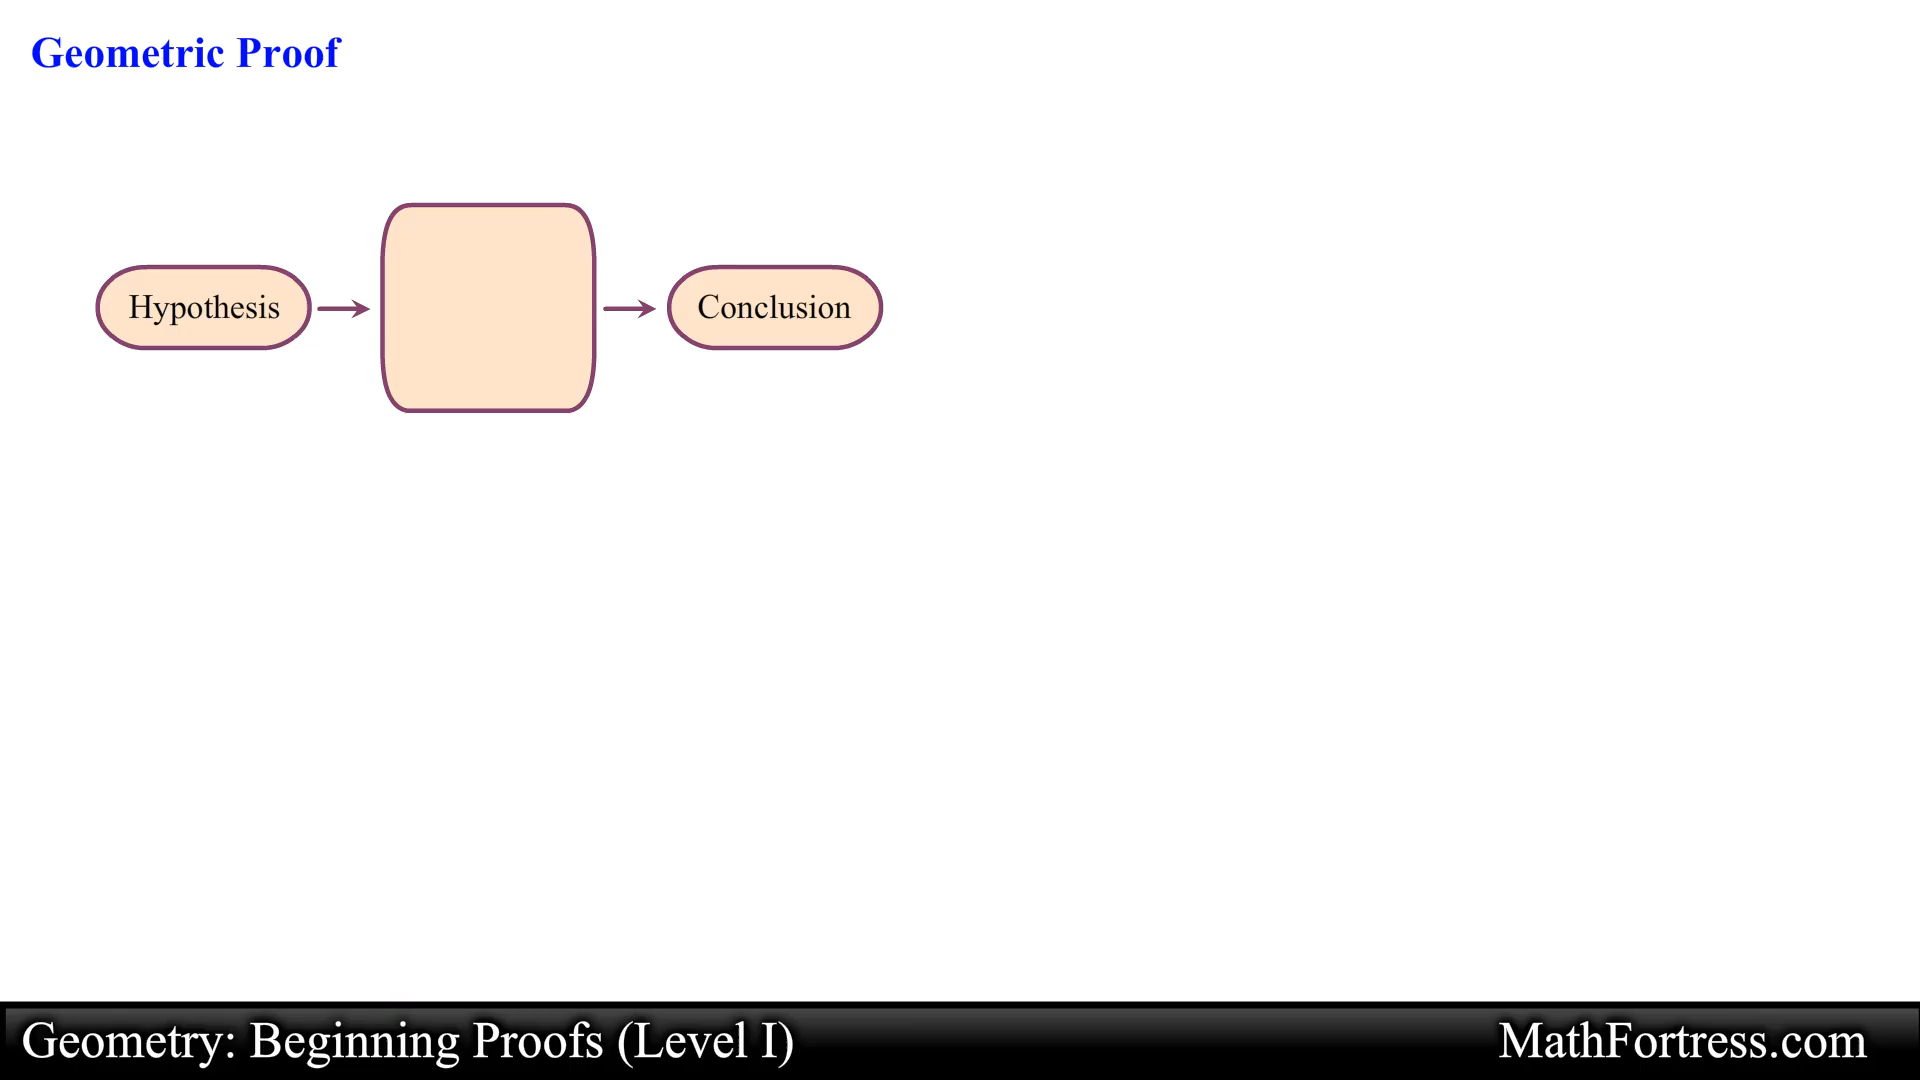 Geometric Proof
Hypothesis
Conclusion
Geometry: Beginning Proofs (Level I)
MathFortress.com